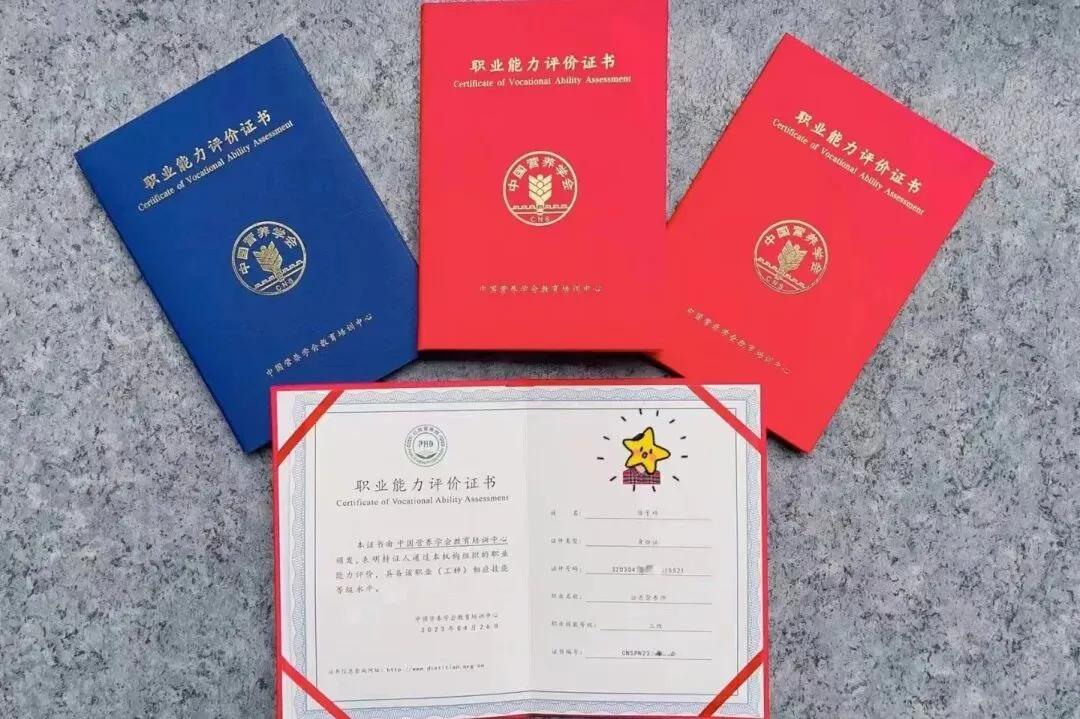 职业能力评价证书
Certificate of Vocational Ability Assessment
中国营养学会
CNS
中国营养学会教育培训中心
职业能力评价证书
Certificate of Vocational Ability Assessment
中国营养学会
CNS
中国营养学会教育培训中心
职业能力评价证书
Certificate of Vocational Ability Assessment
中国营养学会
CNS
中国营养学会教育培训中心
PHD
职业能力评价证书
Certificate of Vocational Ability Assessment
本证书由中国营养学会教育培训中心
颁发,表明持证人通过本机构组织的职业
能力评价,具备该职业(工种)相应技能
等级水平。
中国营养学会教育培训中心
2023年04月26日
证书信息查询网址:http://www.dietitian.org.cn
姓 名
证件类型: 身份证
证件号码: 320304
职业名称: 公共营养师
职业技能等级: 三级
证书编号: CNSPN23